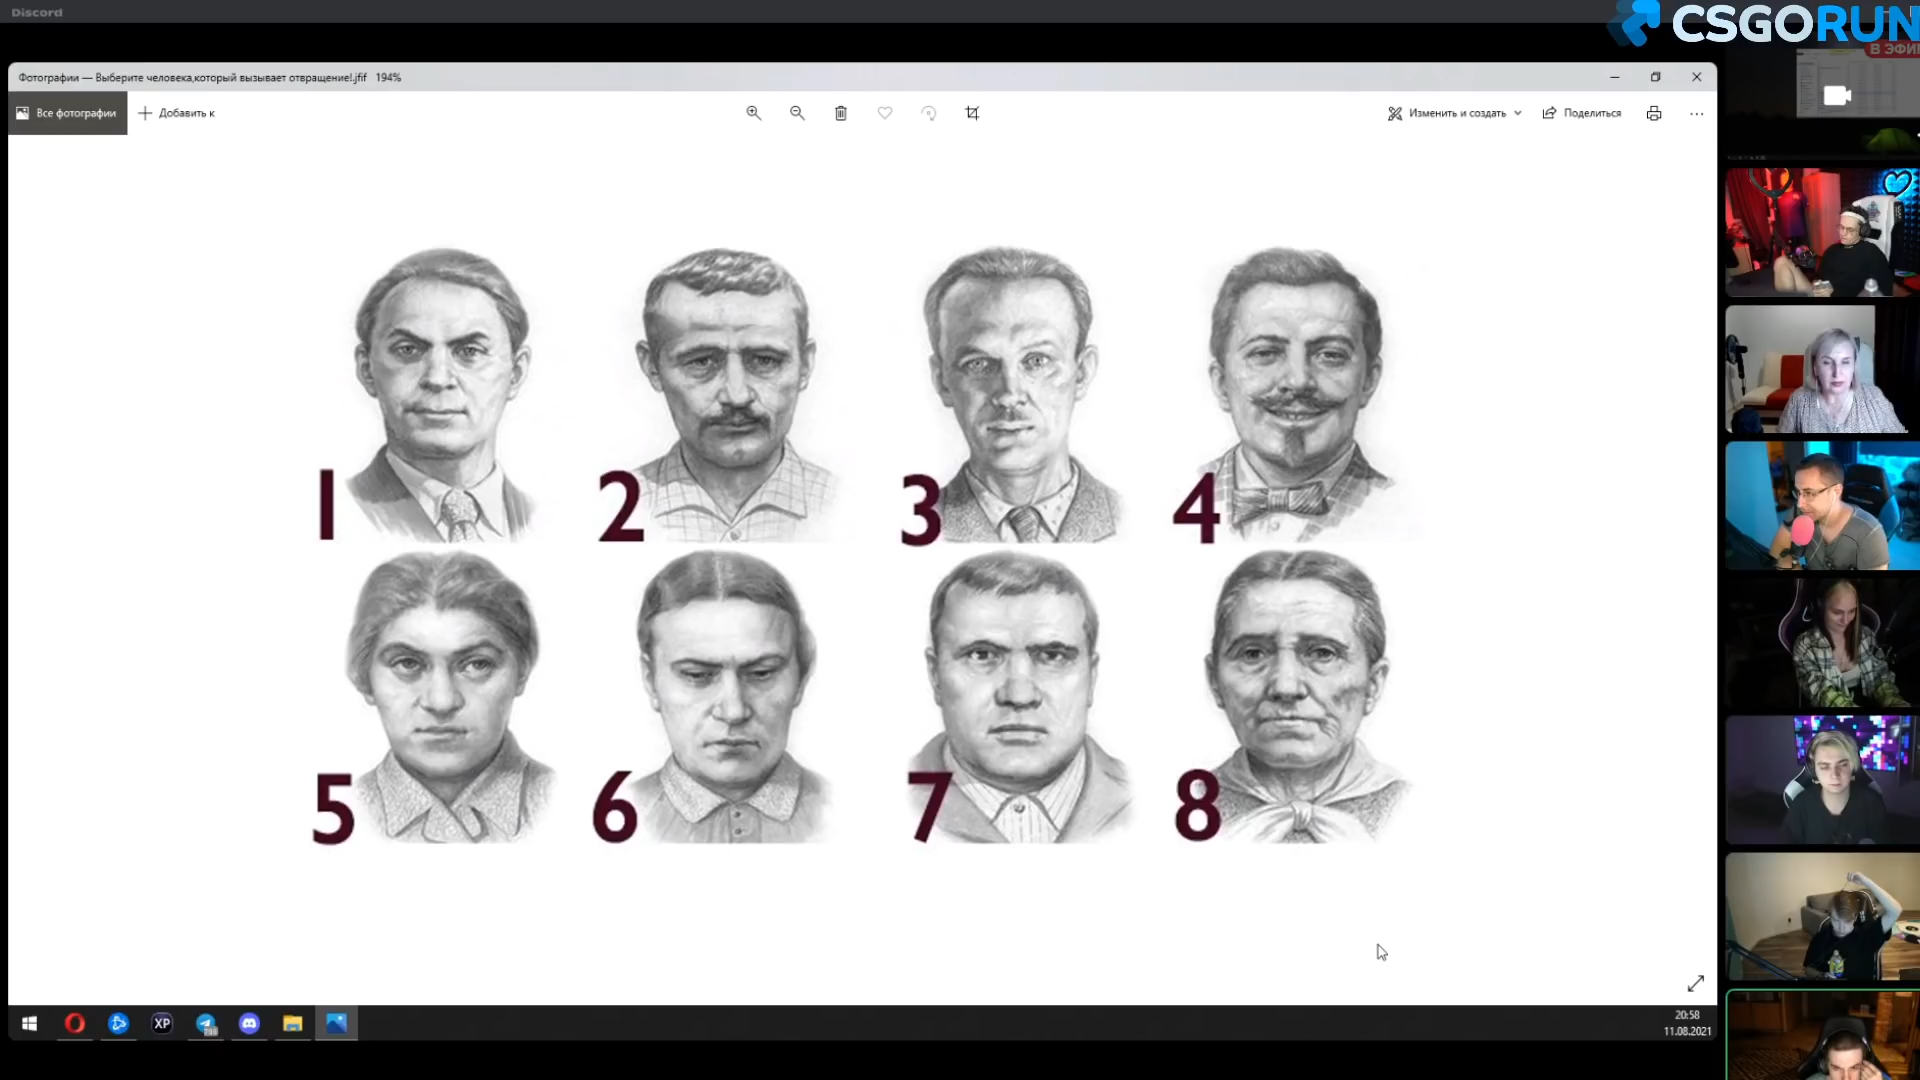 Discord
CSGORUN
В ЭФИ
Фотографии — Выберите человека,который вызывает отвращение!.jfif 194%
Все фотографии
Добавить к
Изменить и создать
Поделиться
1
2
3
4
5
6
7
8
XP
20:58
11.08.2021